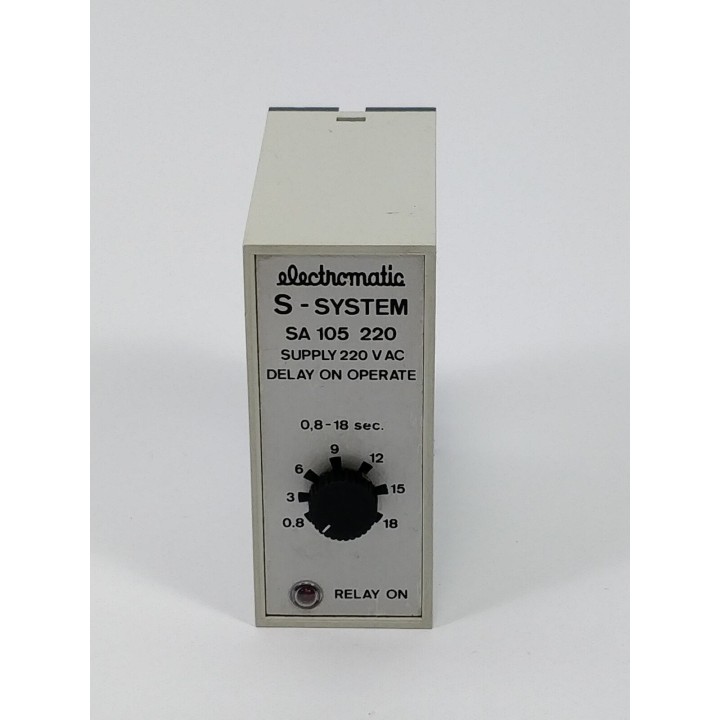 electromatic
S - SYSTEM
SA 105 220
SUPPLY 220 V AC
DELAY ON OPERATE
0,8 - 18 sec.
9
6 12
3 15
0.8 18
RELAY ON